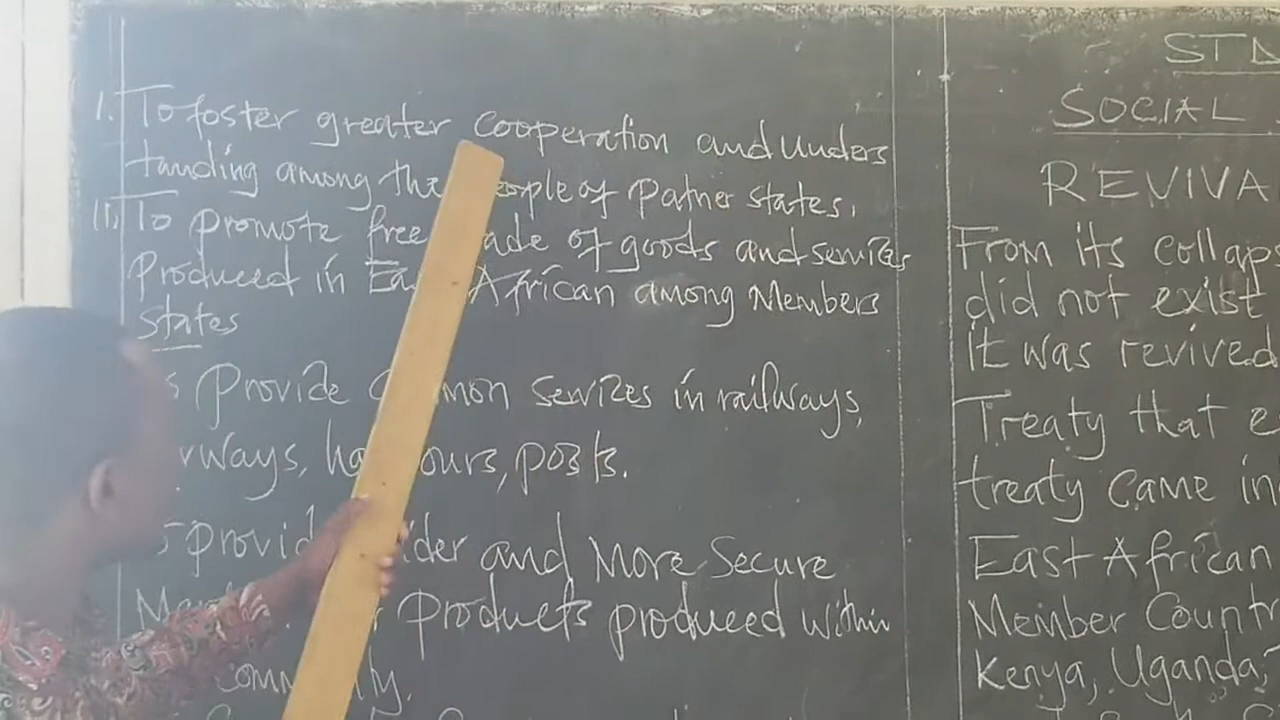 I. To foster greater cooperation and unders
tanding among the people of Patner states.
II. To promote free trade of goods and services
Produced in East African among Members
states
Provide common services in railways,
harbours, posts.
provide wider and More Secure
Products produced within
community.
SOCIAL
REVIVA
From its collaps
did not exist
it was revived
Treaty that e
treaty came in
East African
Member Countr
Kenya, Uganda,